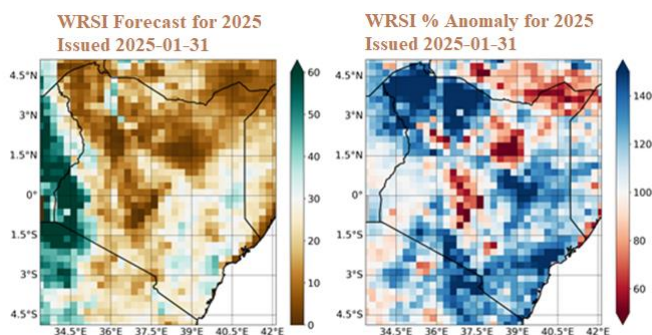 WRSI Forecast for 2025
Issued 2025-01-31
4.5°N
3°N
1.5°N
0°
1.5°S
3°S
4.5°S
34.5°E
36°E
37.5°E
39°E
40.5°E
42°E
60
50
40
30
20
10
0
WRSI % Anomaly for 2025
Issued 2025-01-31
4.5°N
3°N
1.5°N
0°
1.5°S
3°S
4.5°S
34.5°E
36°E
37.5°E
39°E
40.5°E
42°E
140
120
100
80
60